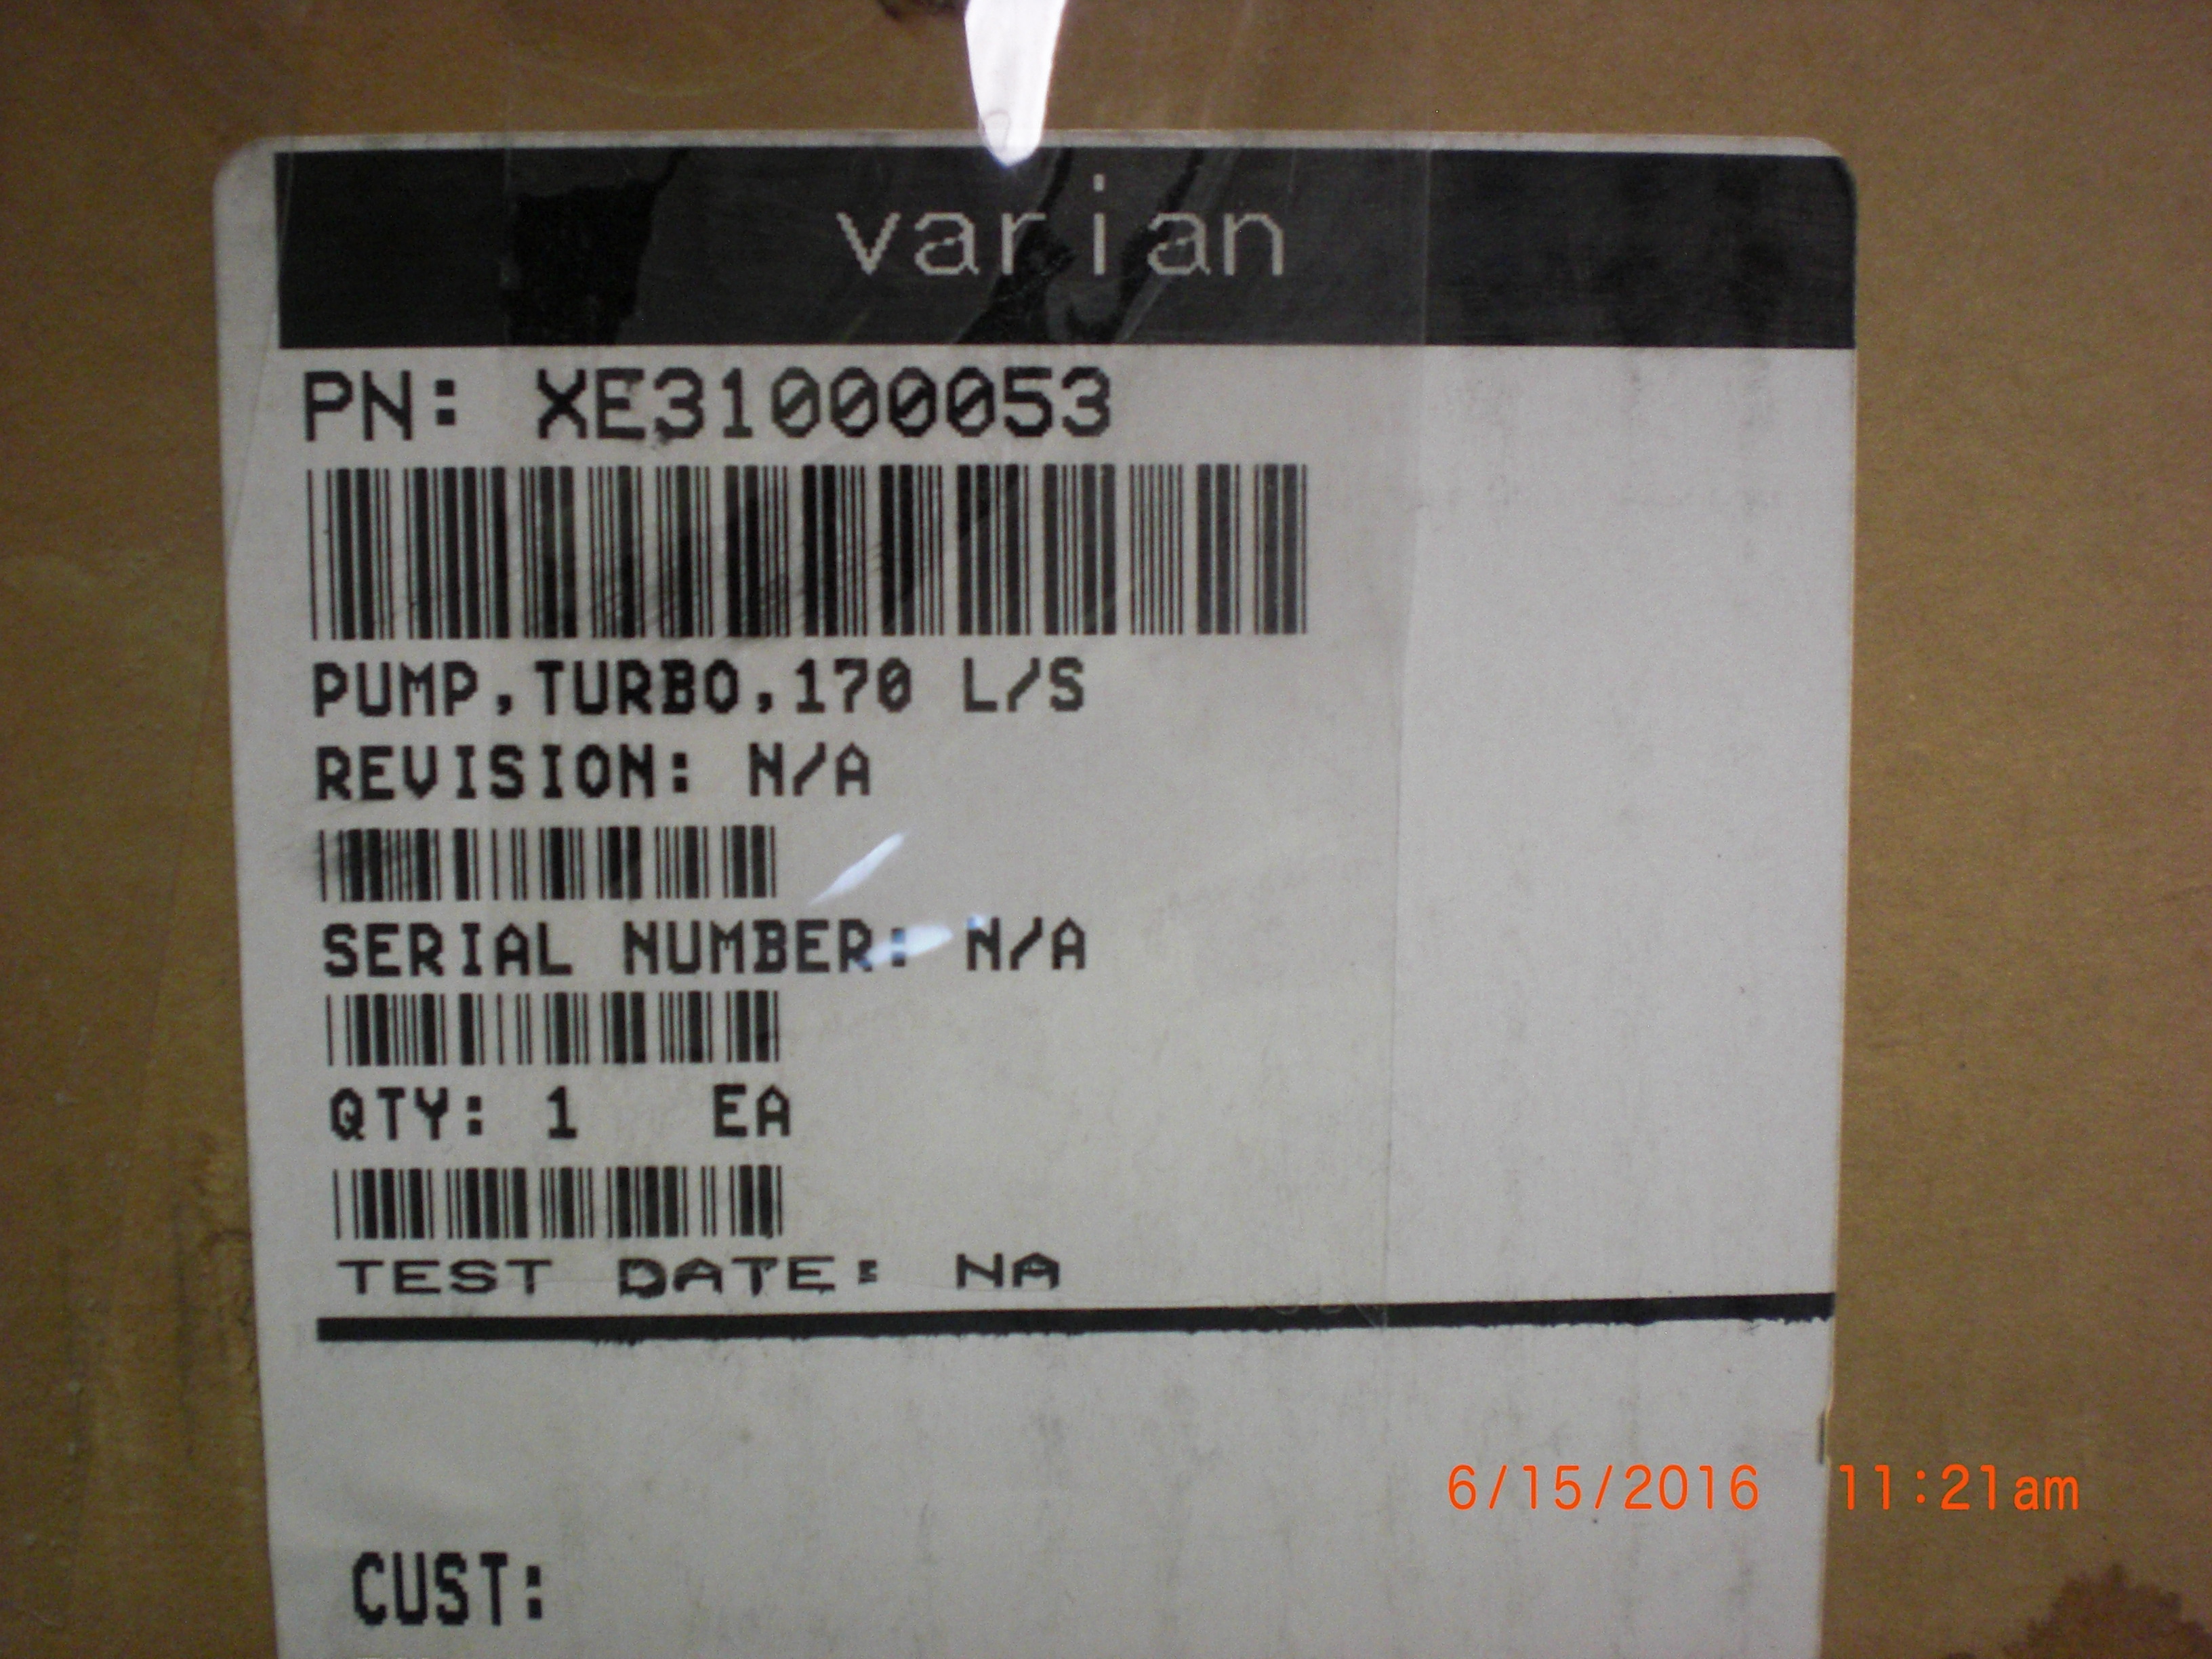 varian
PN: XE31000053
PUMP,TURBO,170 L/S
REVISION: N/A
SERIAL NUMBER: N/A
QTY: 1 EA
TEST DATE: NA
6/15/2016 11:21am
CUST: